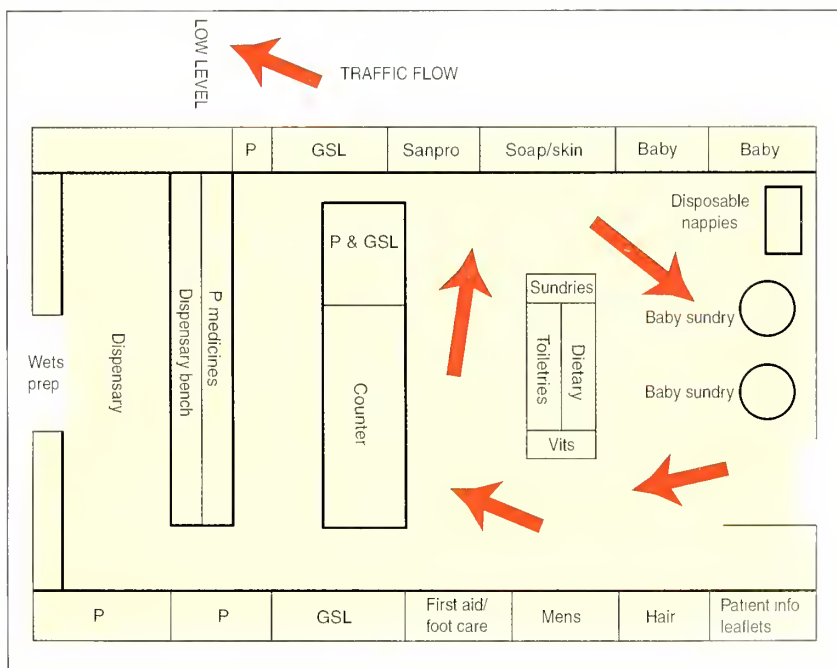 LOW LEVEL
TRAFFIC FLOW
P
GSL
Sanpro
Soap/skin
Baby
Baby
Disposable
nappies
P & GSL
Sundries
Baby sundry
Toiletries
Dietary
Vits
Baby sundry
Counter
P medicines
Dispensary bench
Dispensary
Wets
prep
P
P
GSL
First aid/
foot care
Mens
Hair
Patient info
leaflets